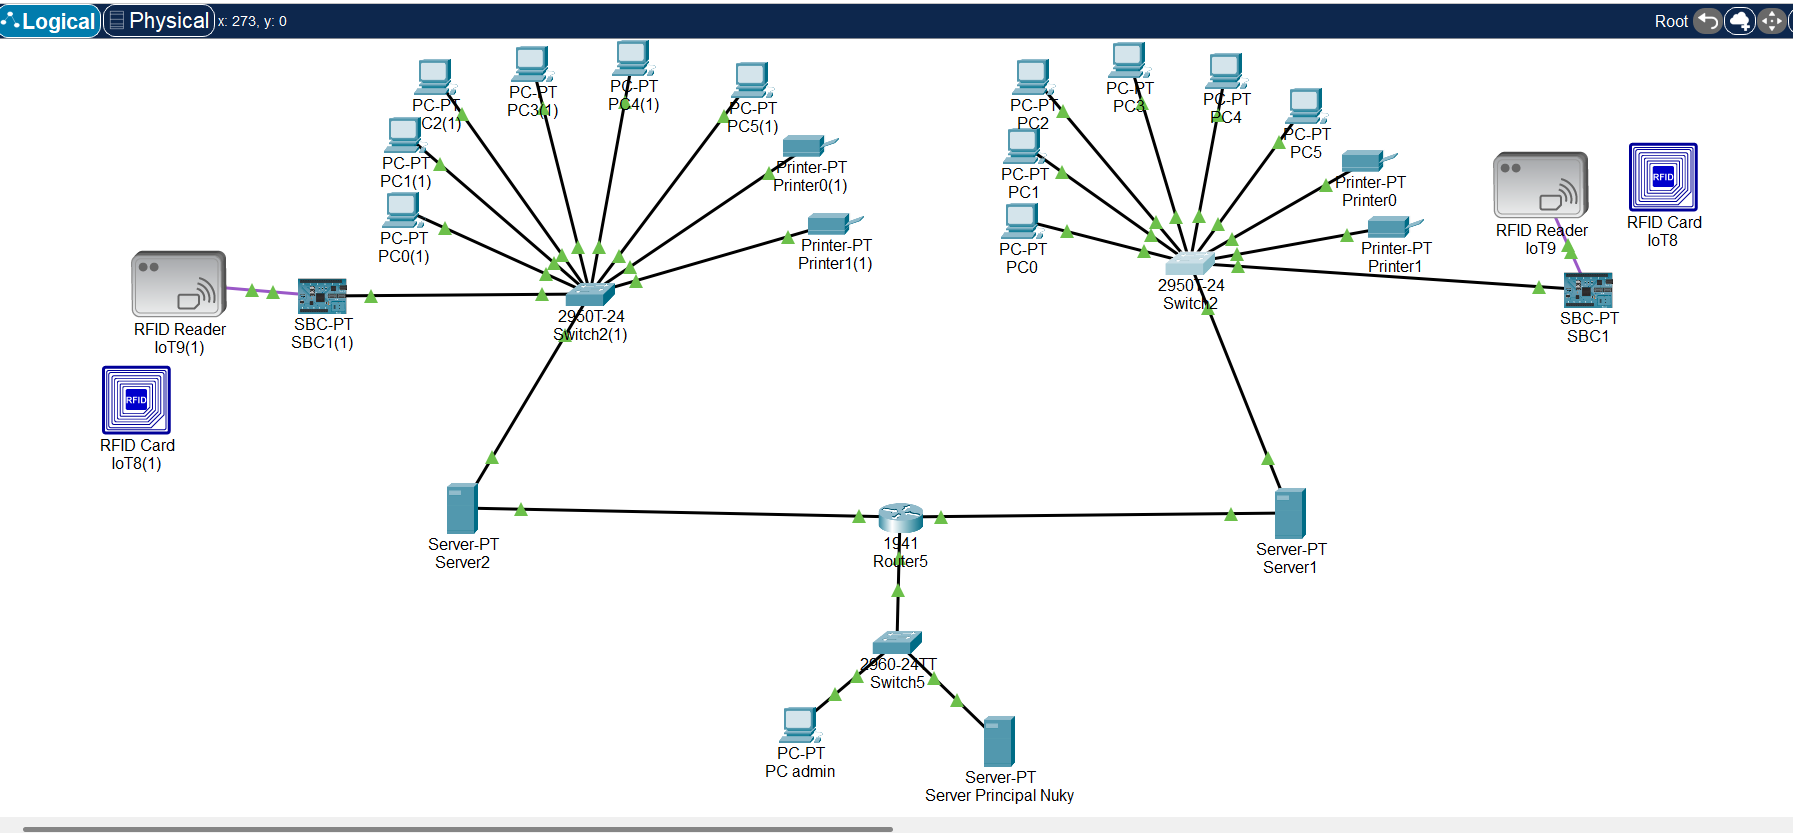 Logical
Physical
x: 273, y: 0
Root
PC-PT
C2(1)
PC-PT
PC3(1)
PC-PT
PC4(1)
PC-PT
PC5(1)
PC-PT
PC1(1)
PC-PT
PC0(1)
Printer-PT
Printer0(1)
Printer-PT
Printer1(1)
RFID Reader
IoT9(1)
SBC-PT
SBC1(1)
2950T-24
Switch2(1)
RFID
RFID Card
IoT8(1)
PC-PT
PC2
PC-PT
PC3
PC-PT
PC4
PC-PT
PC5
PC-PT
PC1
PC-PT
PC0
Printer-PT
Printer0
Printer-PT
Printer1
2950T-24
Switch2
RFID Reader
IoT9
RFID
RFID Card
IoT8
SBC-PT
SBC1
Server-PT
Server2
1941
Router5
Server-PT
Server1
2960-24TT
Switch5
PC-PT
PC admin
Server-PT
Server Principal Nuky